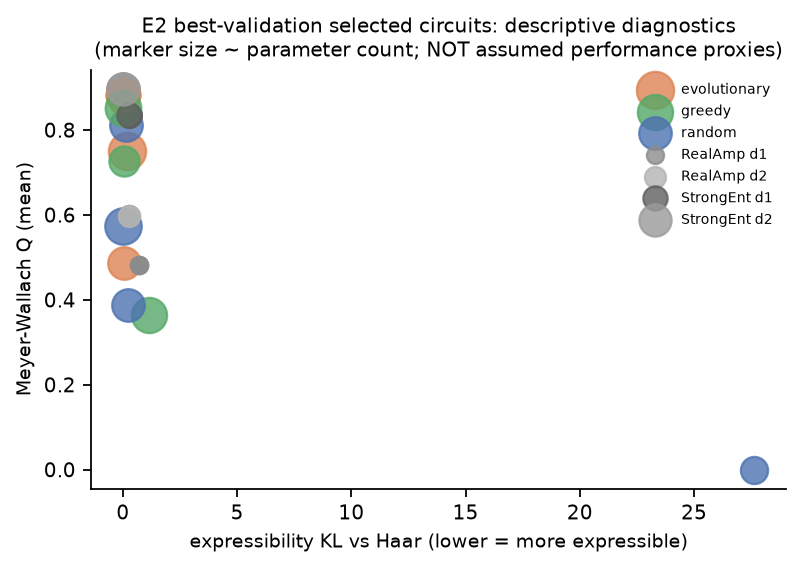 E2 best-validation selected circuits: descriptive diagnostics
(marker size ~ parameter count; NOT assumed performance proxies)
evolutionary
greedy
random
RealAmp d1
RealAmp d2
StrongEnt d1
StrongEnt d2
Meyer-Wallach Q (mean)
0.8
0.6
0.4
0.2
0.0
0
5
10
15
20
25
expressibility KL vs Haar (lower = more expressible)